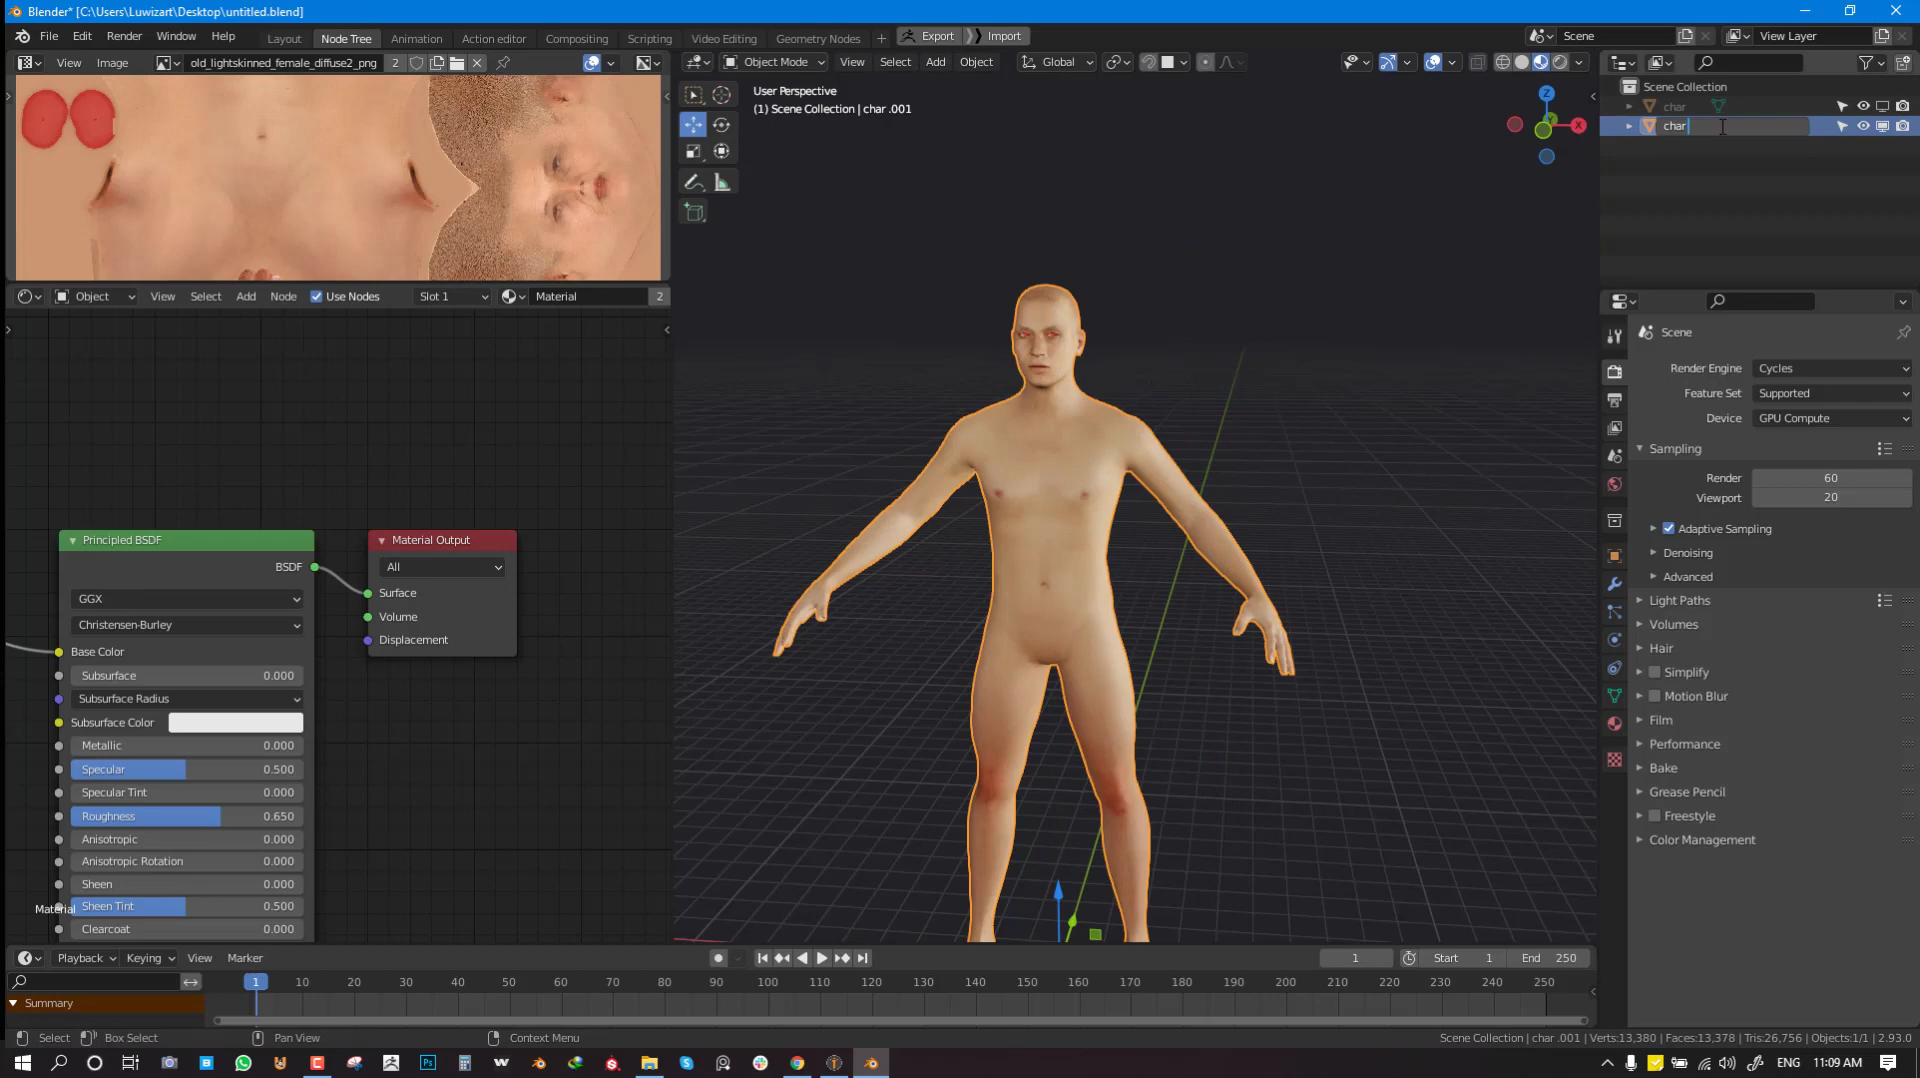 Blender* [C:\Users\Luwizart\Desktop\untitled.blend]
File Edit Render Window Help Layout Node Tree Animation Action editor Compositing Scripting Video Editing Geometry Nodes + Export Import Scene View Layer
View Image old_lightskinned_female_diffuse2_png 2
Object Mode View Select Add Object Global
User Perspective
(1) Scene Collection | char .001
Z
Y
X
Scene Collection
char
char
Object View Select Add Node Use Nodes Slot 1 Material 2
Scene
Render Engine Cycles
Feature Set Supported
Device GPU Compute
Sampling
Render 60
Viewport 20
Adaptive Sampling
Denoising
Advanced
Light Paths
Volumes
Hair
Simplify
Motion Blur
Film
Performance
Bake
Grease Pencil
Freestyle
Color Management
Principled BSDF
BSDF
GGX
Christensen-Burley
Base Color
Subsurface 0.000
Subsurface Radius
Subsurface Color
Metallic 0.000
Specular 0.500
Specular Tint 0.000
Roughness 0.650
Anisotropic 0.000
Anisotropic Rotation 0.000
Sheen 0.000
Sheen Tint 0.500
Clearcoat 0.000
Material
Material Output
All
Surface
Volume
Displacement
Playback Keying View Marker 1 Start 1 End 250
1 10 20 30 40 50 60 70 80 90 100 110 120 130 140 150 160 170 180 190 200 210 220 230 240 250
Summary
Select Box Select Pan View Context Menu Scene Collection | char .001 | Verts:13,380 | Faces:13,378 | Tris:26,756 | Objects:1/1 | 2.93.0
ENG 11:09 AM